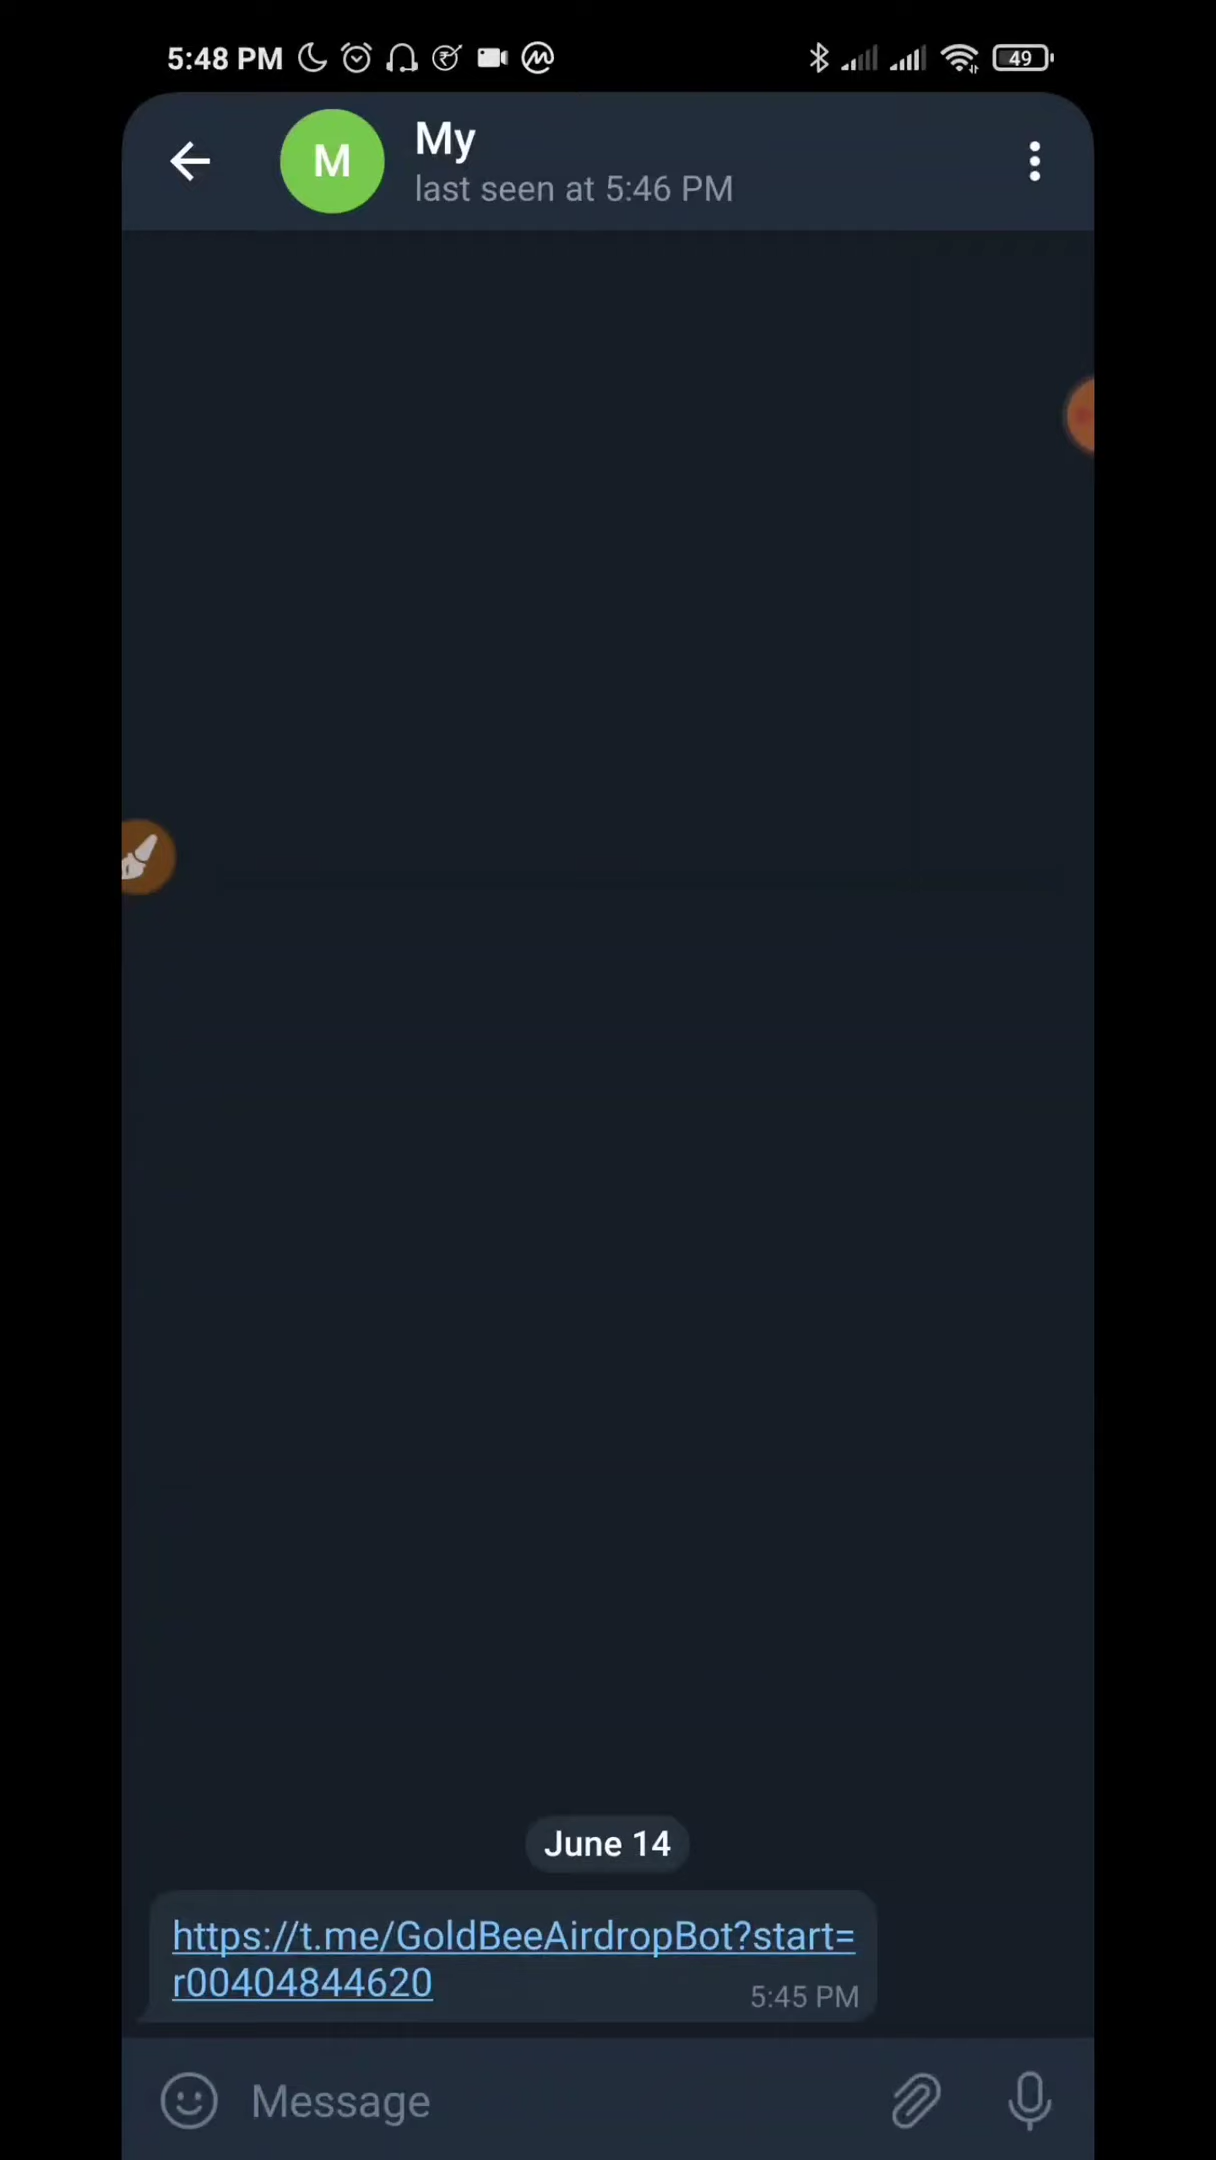 5:48 PM
49
M
My
last seen at 5:46 PM
June 14
https://t.me/GoldBeeAirdropBot?start=
r00404844620
5:45 PM
Message